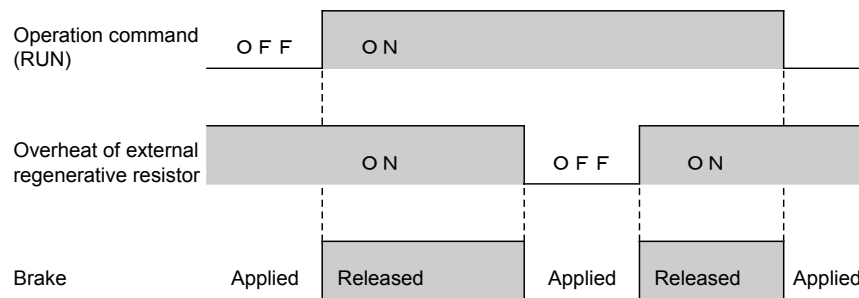 Operation command
(RUN)
OFF
ON
Overheat of external
regenerative resistor
ON
OFF
ON
Brake
Applied
Released
Applied
Released
Applied